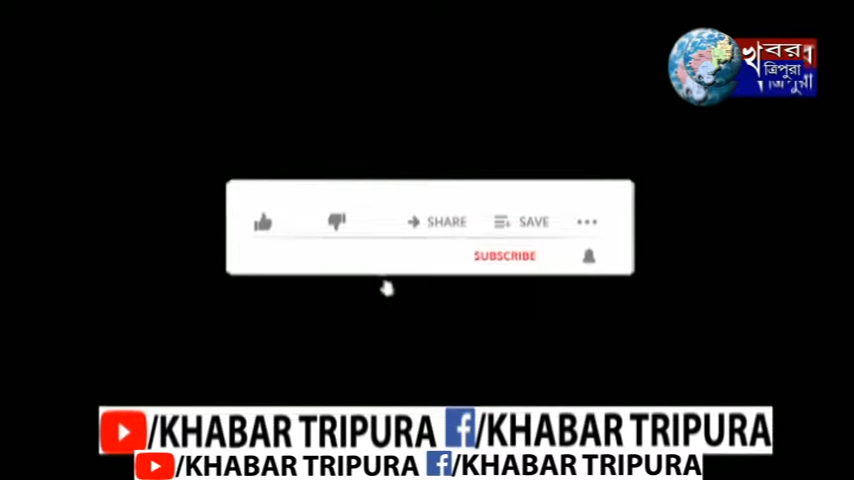 খবর
ত্রিপুরা
SHARE SAVE
SUBSCRIBE
/KHABAR TRIPURA /KHABAR TRIPURA
/KHABAR TRIPURA /KHABAR TRIPURA